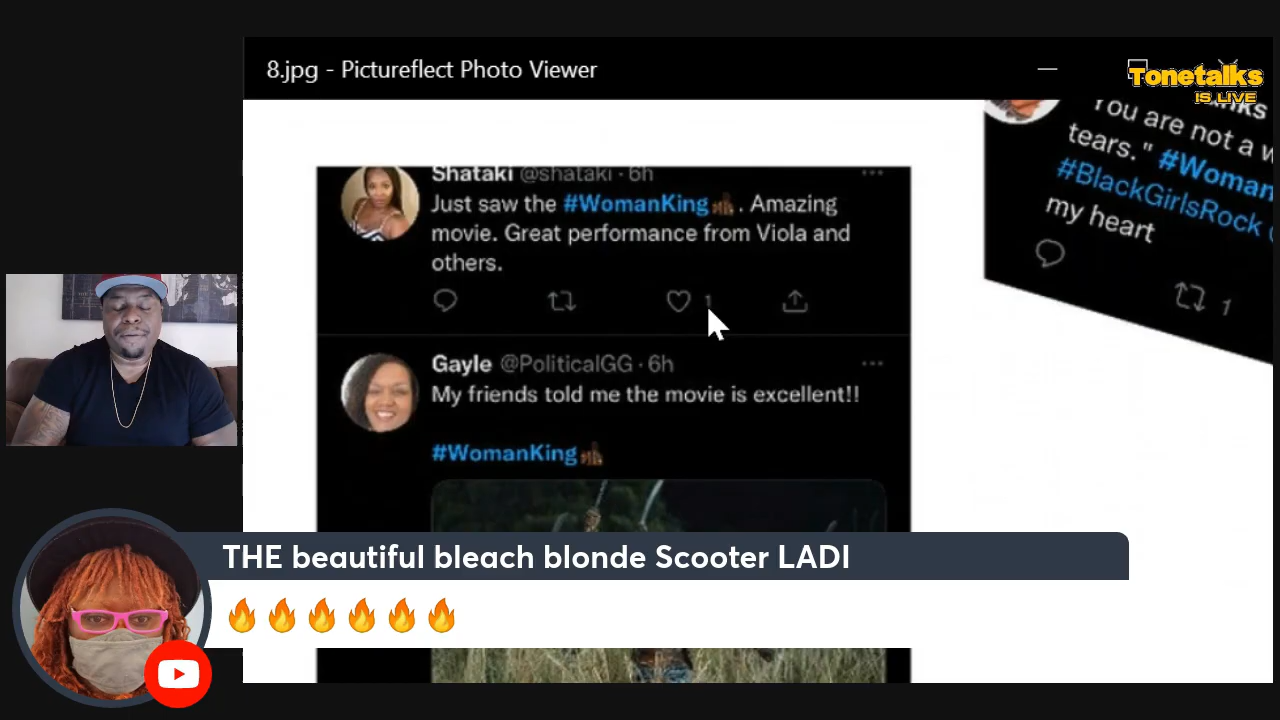 8.jpg - Pictureflect Photo Viewer
Tonetalks
IS LIVE
Shataki @shataki · 6h
Just saw the #WomanKing. Amazing
movie. Great performance from Viola and
others.
1
Gayle @PoliticalGG · 6h
My friends told me the movie is excellent!!
#WomanKing
You are not a
tears." #Woman
#BlackGirlsRock
my heart
1
THE beautiful bleach blonde Scooter LADI
🔥🔥🔥🔥🔥🔥